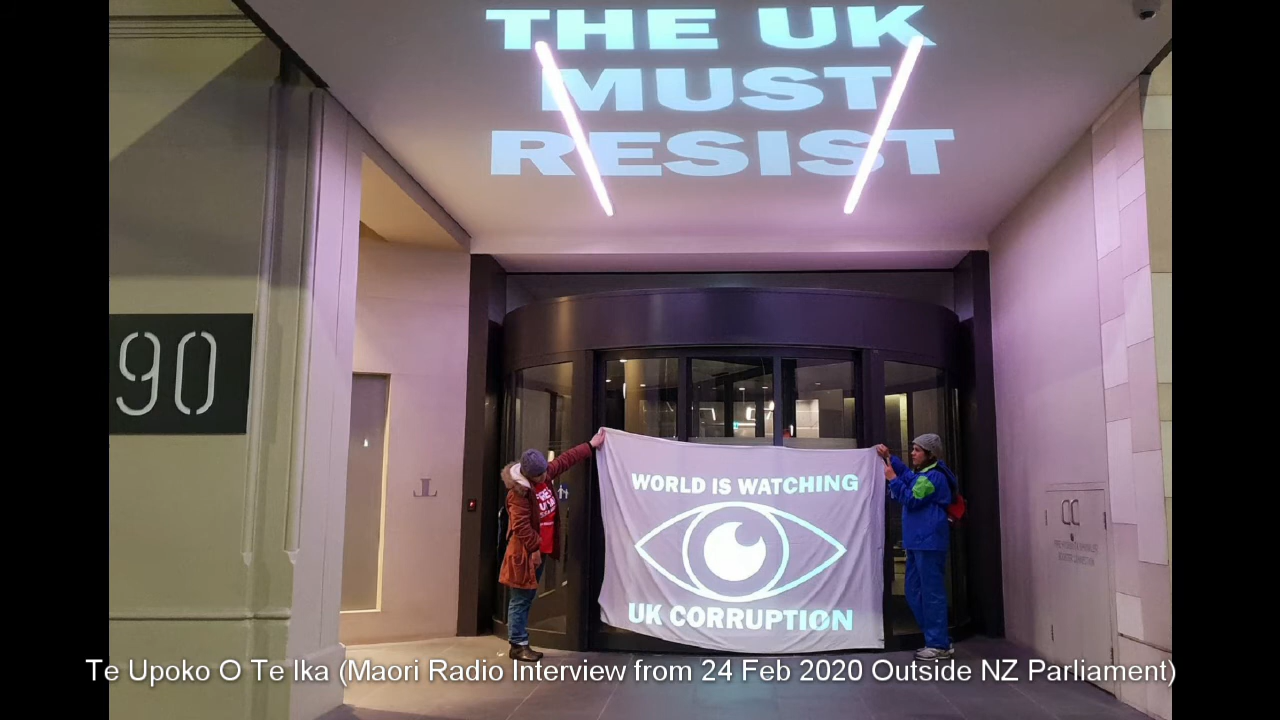 THE UK
MUST
RESIST
90
WORLD IS WATCHING
UK CORRUPTION
Te Upoko O Te Ika (Maori Radio Interview from 24 Feb 2020 Outside NZ Parliament)